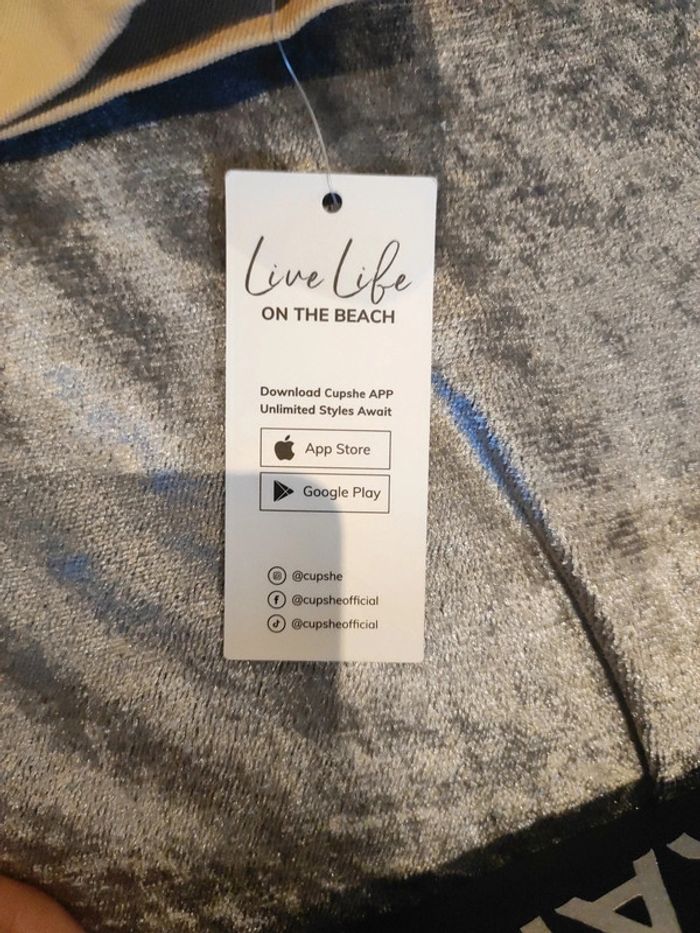 Live Life
ON THE BEACH
Download Cupshe APP
Unlimited Styles Await
App Store
Google Play
@cupshe
@cupsheofficial
@cupsheofficial